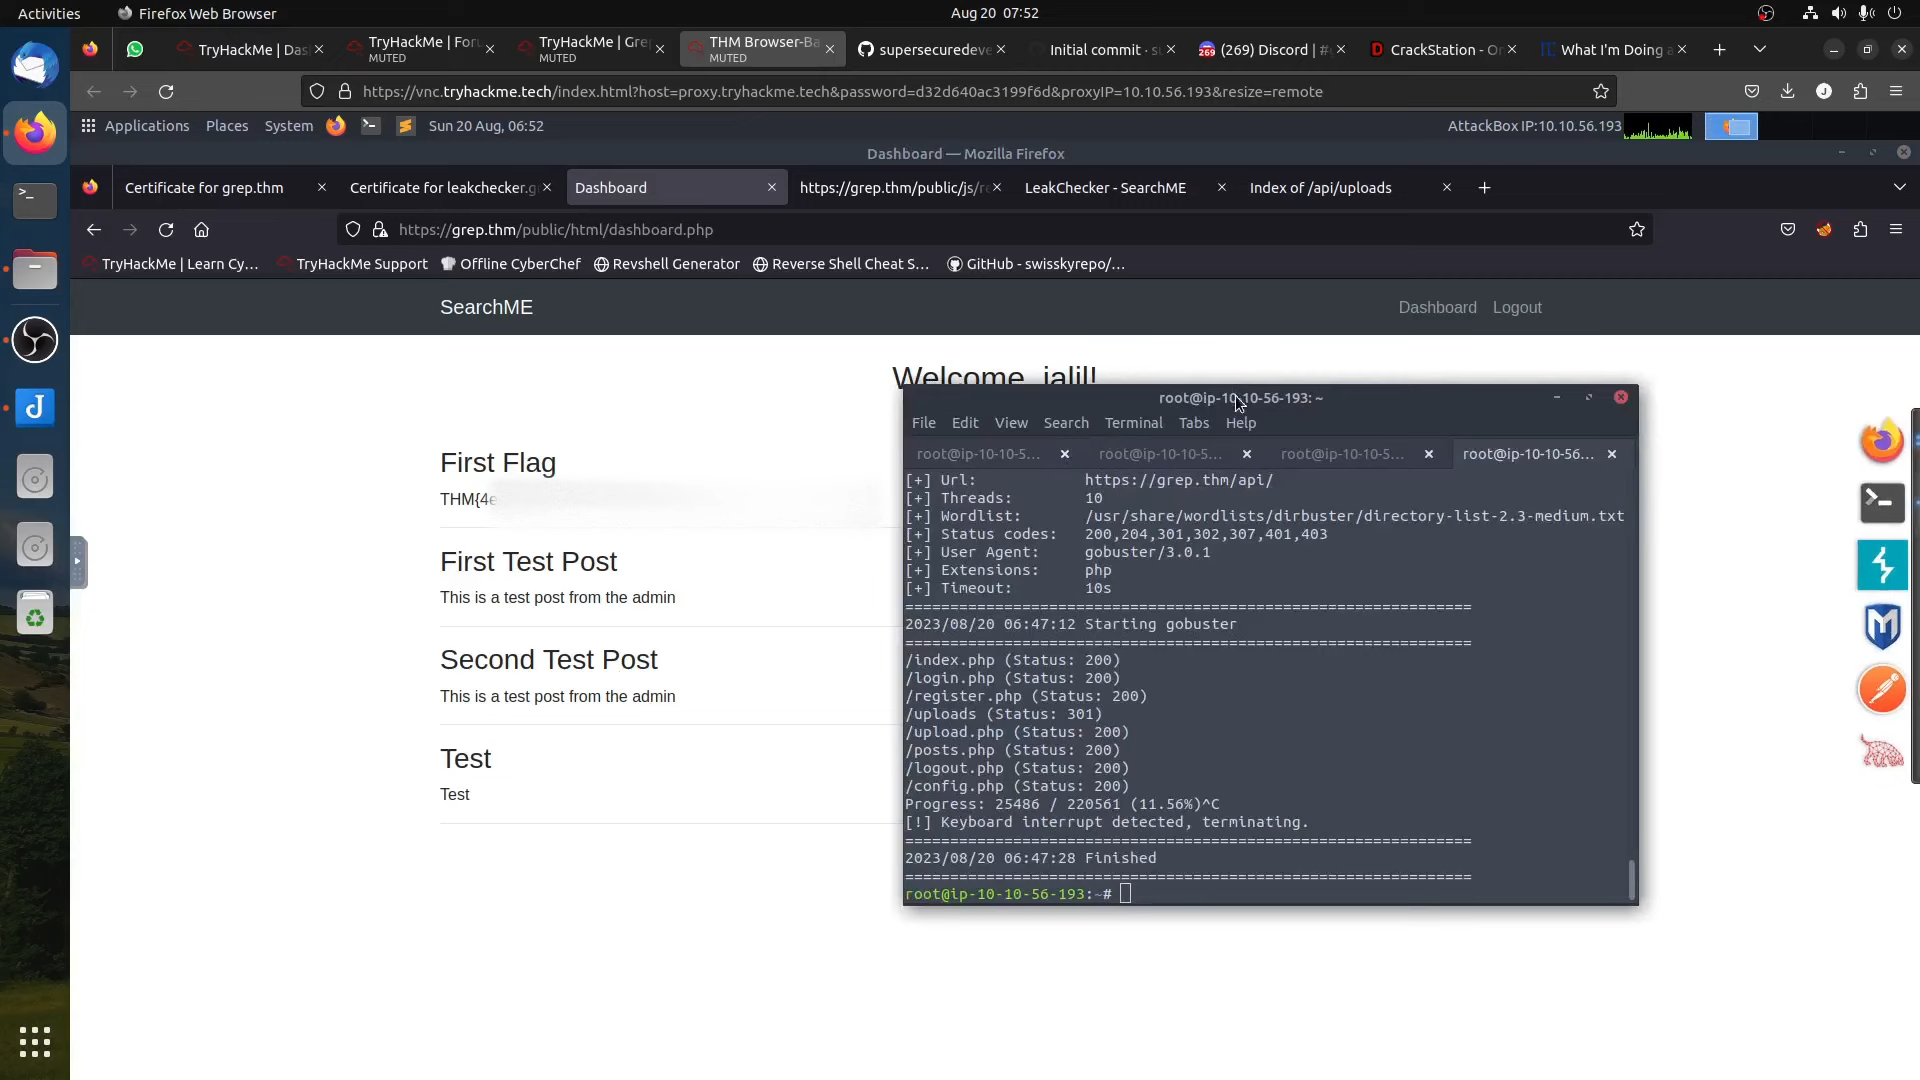 Activities
Firefox Web Browser
Aug 20 07:52
TryHackMe | Das
TryHackMe | Foru
MUTED
TryHackMe | Grep
MUTED
THM Browser-Ba
MUTED
supersecuredeve
Initial commit · su
(269) Discord | #
CrackStation - On
What I'm Doing a
https://vnc.tryhackme.tech/index.html?host=proxy.tryhackme.tech&password=d32d640ac3199f6d&proxyIP=10.10.56.193&resize=remote
Applications
Places
System
Sun 20 Aug, 06:52
AttackBox IP:10.10.56.193
Dashboard — Mozilla Firefox
Certificate for grep.thm
Certificate for leakchecker.g
Dashboard
https://grep.thm/public/js/re
LeakChecker - SearchME
Index of /api/uploads
https://grep.thm/public/html/dashboard.php
TryHackMe | Learn Cy...
TryHackMe Support
Offline CyberChef
Revshell Generator
Reverse Shell Cheat S...
GitHub - swisskyrepo/...
SearchME
Dashboard
Logout
Welcome, jalil!
First Flag
THM{4e
First Test Post
This is a test post from the admin
Second Test Post
This is a test post from the admin
Test
Test
root@ip-10-10-56-193: ~
File Edit View Search Terminal Tabs Help
root@ip-10-10-5...
root@ip-10-10-5...
root@ip-10-10-5...
root@ip-10-10-56...
[+] Url: https://grep.thm/api/
[+] Threads: 10
[+] Wordlist: /usr/share/wordlists/dirbuster/directory-list-2.3-medium.txt
[+] Status codes: 200,204,301,302,307,401,403
[+] User Agent: gobuster/3.0.1
[+] Extensions: php
[+] Timeout: 10s
===============================================================
2023/08/20 06:47:12 Starting gobuster
===============================================================
/index.php (Status: 200)
/login.php (Status: 200)
/register.php (Status: 200)
/uploads (Status: 301)
/upload.php (Status: 200)
/posts.php (Status: 200)
/logout.php (Status: 200)
/config.php (Status: 200)
Progress: 25486 / 220561 (11.56%)^C
[!] Keyboard interrupt detected, terminating.
===============================================================
2023/08/20 06:47:28 Finished
===============================================================
root@ip-10-10-56-193:~#